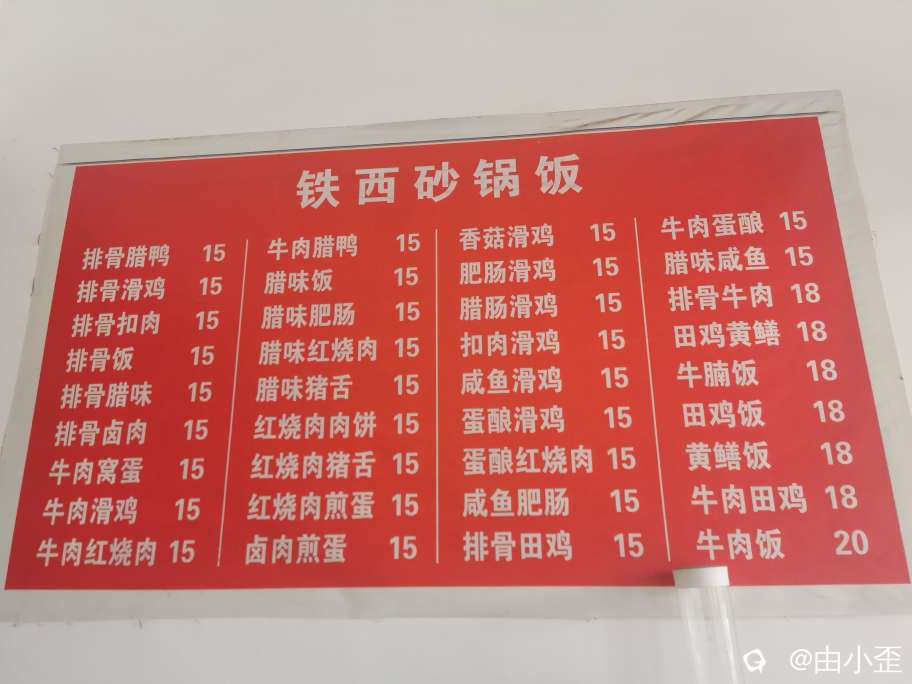 铁西砂锅饭
排骨腊鸭 15
排骨滑鸡 15
排骨扣肉 15
排骨饭 15
排骨腊味 15
排骨卤肉 15
牛肉窝蛋 15
牛肉滑鸡 15
牛肉红烧肉 15
牛肉腊鸭 15
腊味饭 15
腊味肥肠 15
腊味红烧肉 15
腊味猪舌 15
红烧肉肉饼 15
红烧肉猪舌 15
红烧肉煎蛋 15
卤肉煎蛋 15
香菇滑鸡 15
肥肠滑鸡 15
腊肠滑鸡 15
扣肉滑鸡 15
咸鱼滑鸡 15
蛋酿滑鸡 15
蛋酿红烧肉 15
咸鱼肥肠 15
排骨田鸡 15
牛肉蛋酿 15
腊味咸鱼 15
排骨牛肉 18
田鸡黄鳝 18
牛腩饭 18
田鸡饭 18
黄鳝饭 18
牛肉田鸡 18
牛肉饭 20
@由小歪